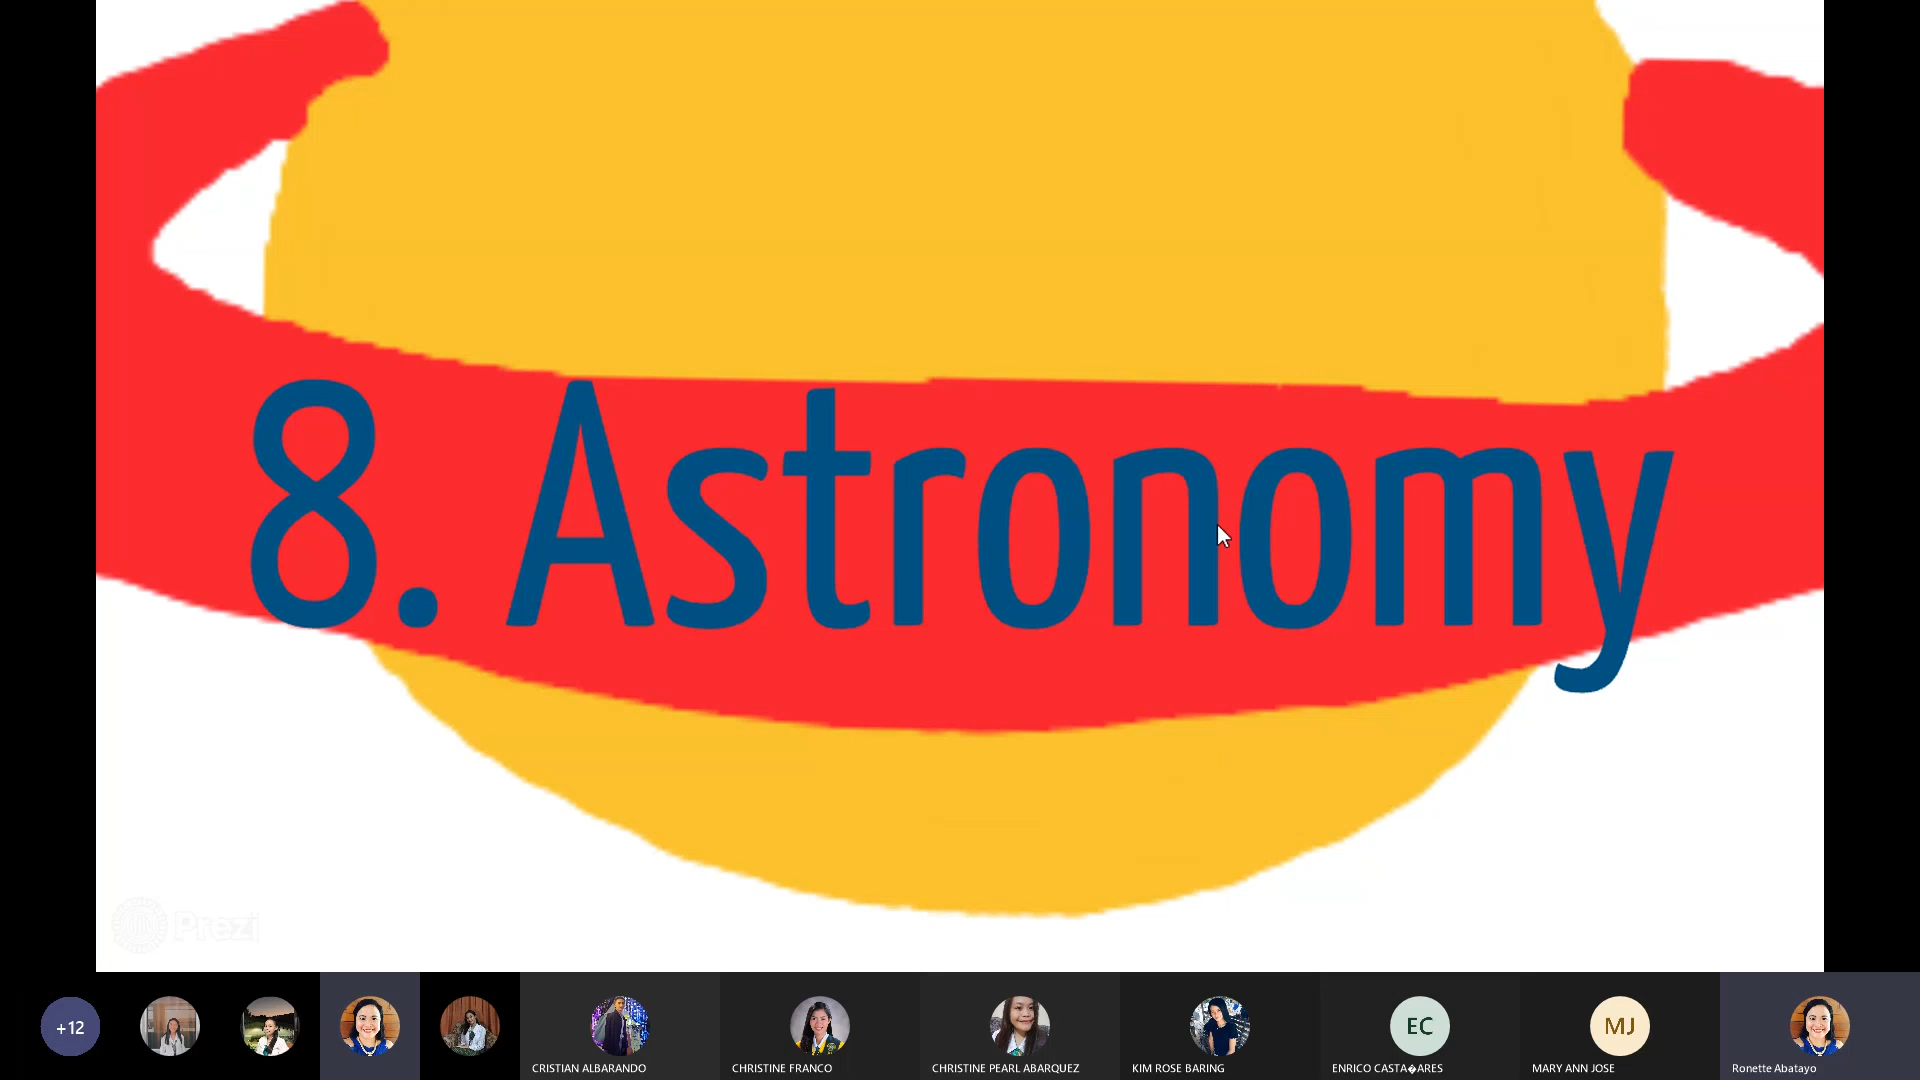 8. Astronomy
Prezi
+12
CRISTIAN ALBARANDO
CHRISTINE FRANCO
CHRISTINE PEARL ABARQUEZ
KIM ROSE BARING
EC
ENRICO CASTA�ARES
MJ
MARY ANN JOSE
Ronette Abatayo